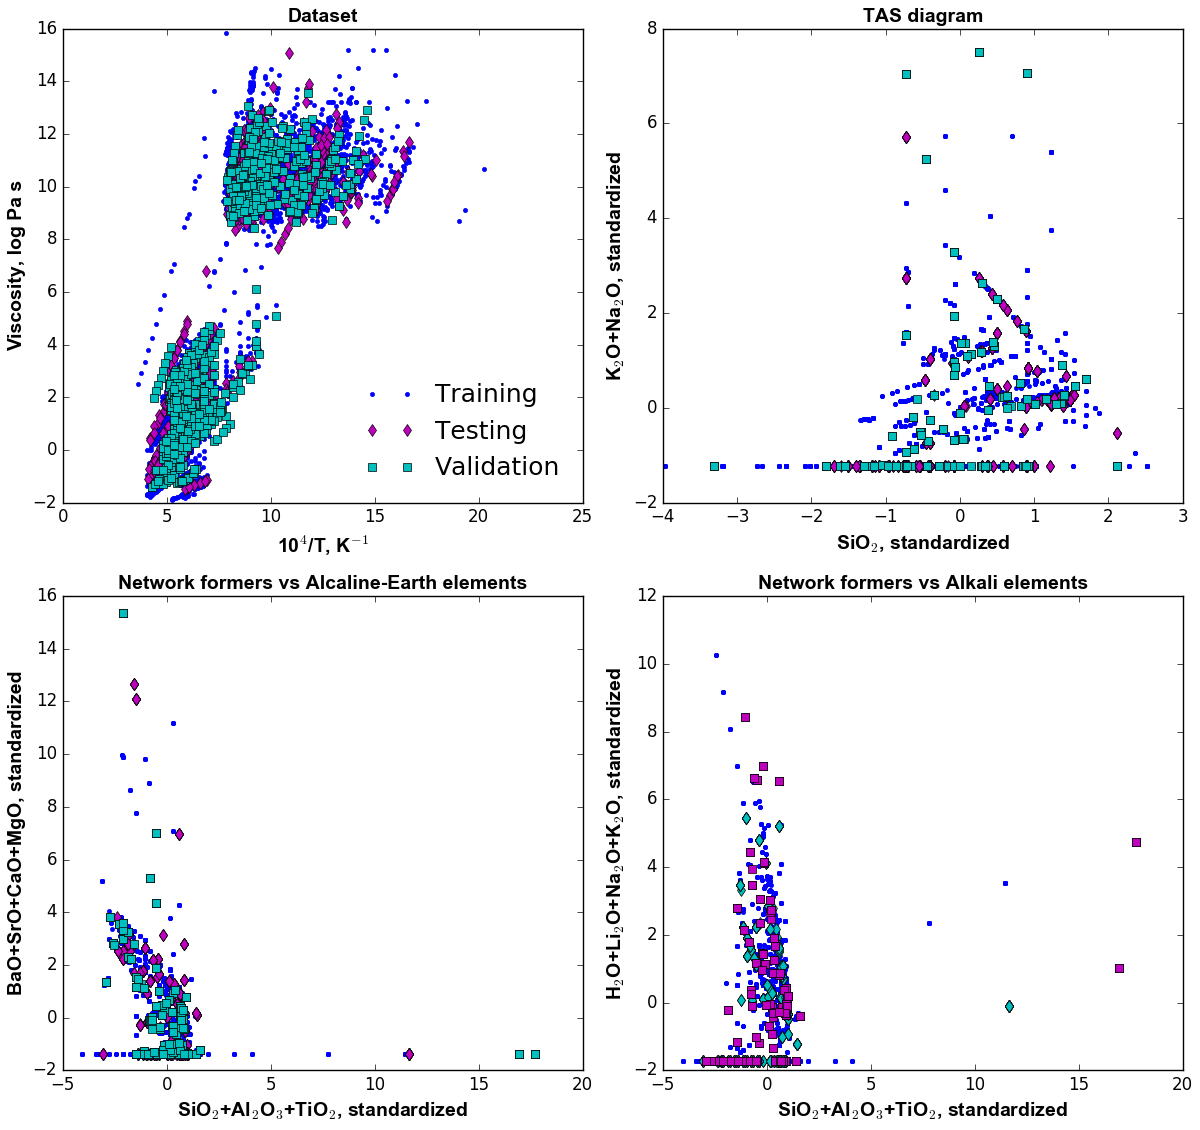 Dataset
16
14
12
10
8
6
4
2
0
−2
Viscosity, log Pa s
Training
Testing
Validation
0 5 10 15 20 25
10⁴/T, K⁻¹
TAS diagram
8
6
4
2
0
−2
K₂O+Na₂O, standardized
−4 −3 −2 −1 0 1 2 3
SiO₂, standardized
Network formers vs Alcaline-Earth elements
16
14
12
10
8
6
4
2
0
−2
BaO+SrO+CaO+MgO, standardized
−5 0 5 10 15 20
SiO₂+Al₂O₃+TiO₂, standardized
Network formers vs Alkali elements
12
10
8
6
4
2
0
−2
H₂O+Li₂O+Na₂O+K₂O, standardized
−5 0 5 10 15 20
SiO₂+Al₂O₃+TiO₂, standardized